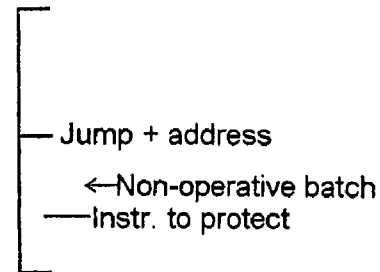 Jump + address
←Non-operative batch
Instr. to protect